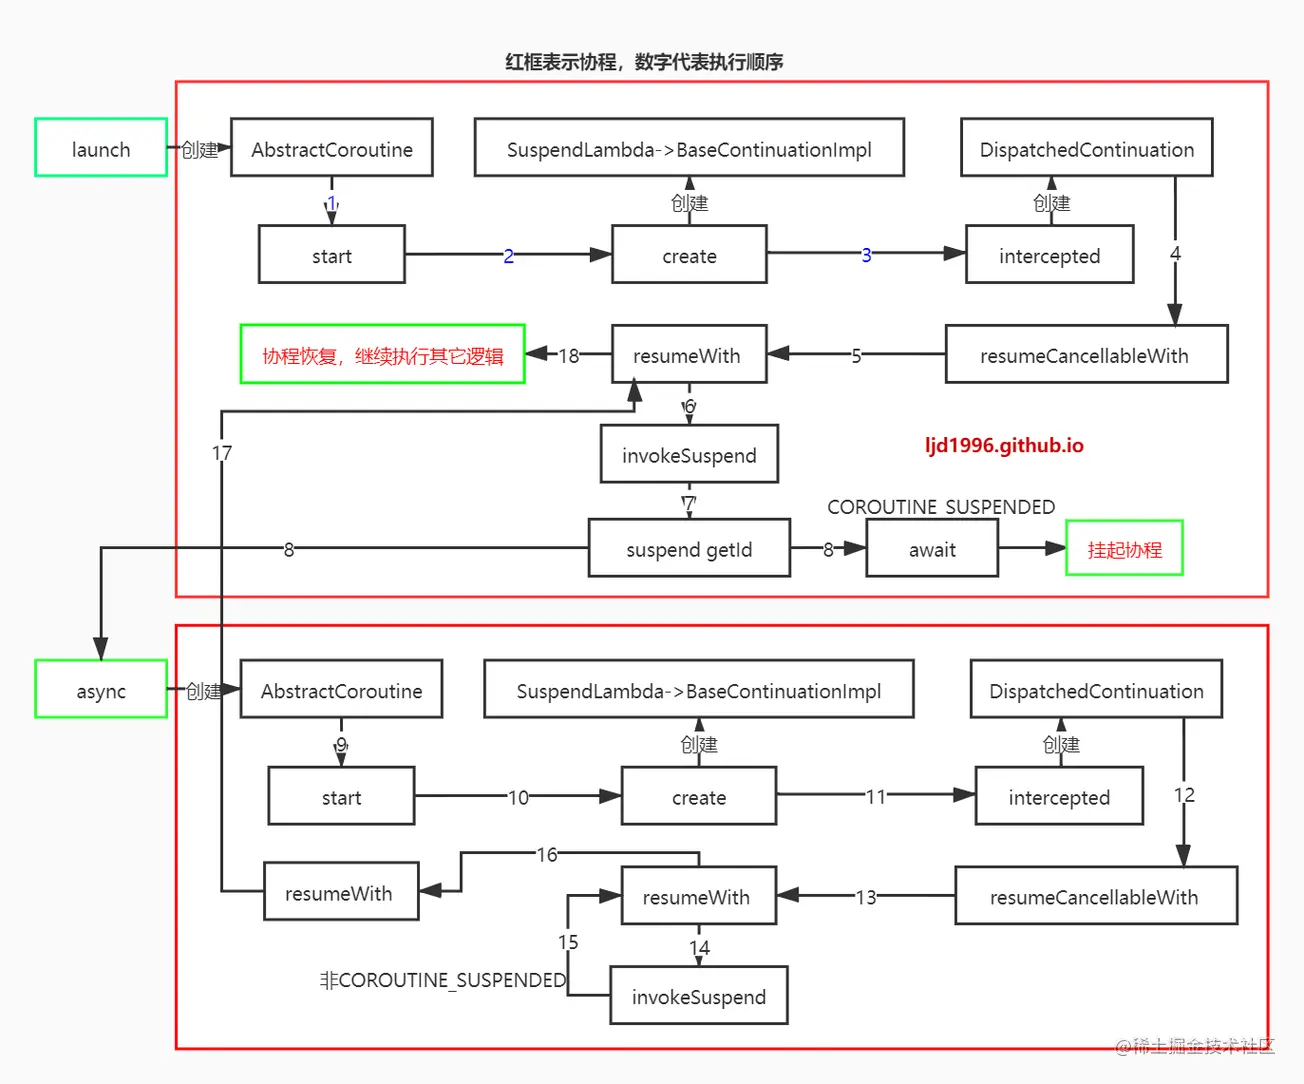 红框表示协程，数字代表执行顺序
launch
创建
AbstractCoroutine
SuspendLambda->BaseContinuationImpl
DispatchedContinuation
1
创建
创建
start
2
create
3
intercepted
4
协程恢复，继续执行其它逻辑
18
resumeWith
5
resumeCancellableWith
6
17
invokeSuspend
ljd1996.github.io
7
COROUTINE_SUSPENDED
8
suspend getId
8
await
挂起协程
async
创建
AbstractCoroutine
SuspendLambda->BaseContinuationImpl
DispatchedContinuation
9
创建
创建
start
10
create
11
intercepted
12
16
resumeWith
resumeWith
13
resumeCancellableWith
15
14
非COROUTINE_SUSPENDED
invokeSuspend
@稀土掘金技术社区